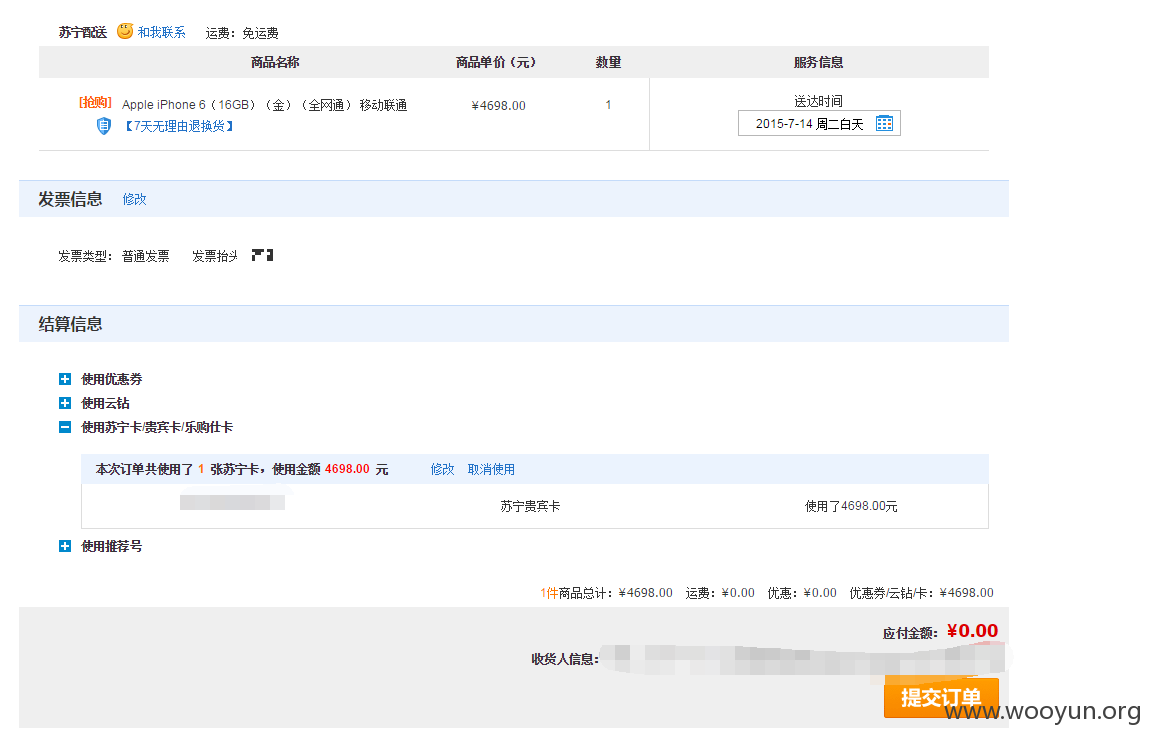 苏宁配送 和我联系 运费：免运费
商品名称 商品单价（元） 数量 服务信息
[抢购] Apple iPhone 6（16GB）（金）（全网通） 移动联通 ¥4698.00 1 送达时间
【7天无理由退换货】 2015-7-14 周二白天
发票信息 修改
发票类型： 普通发票 发票抬头
结算信息
使用优惠券
使用云钻
使用苏宁卡/贵宾卡/乐购仕卡
本次订单共使用了 1 张苏宁卡，使用金额 4698.00 元 修改 取消使用
苏宁贵宾卡 使用了4698.00元
使用推荐号
1件商品总计：¥4698.00 运费：¥0.00 优惠：¥0.00 优惠券/云钻/卡：¥4698.00
应付金额：¥0.00
收货人信息：
提交订单
www.wooyun.org